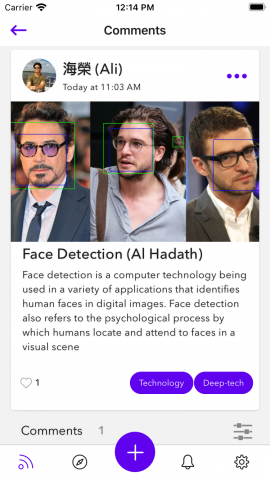 Carrier 12:14 PM
Comments
海榮 (Ali)
Today at 11:03 AM
Face Detection (Al Hadath)
Face detection is a computer technology being
used in a variety of applications that identifies
human faces in digital images. Face detection
also refers to the psychological process by
which humans locate and attend to faces in a
visual scene
1 Technology Deep-tech
Comments 1